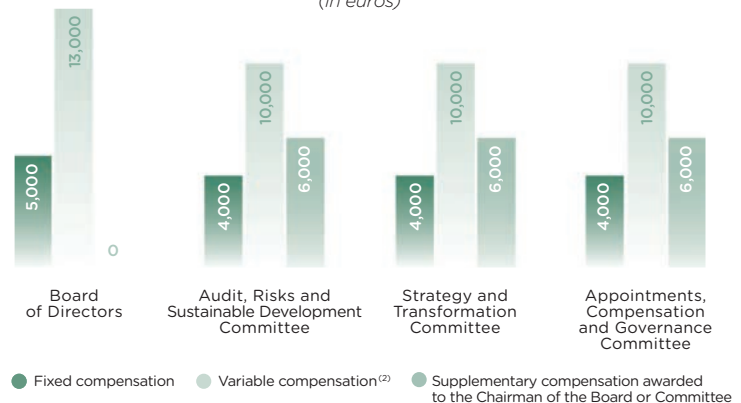 (in euros)
13,000
5,000
0
10,000
4,000
6,000
10,000
4,000
6,000
10,000
4,000
6,000
Board
of Directors
Audit, Risks and
Sustainable Development
Committee
Strategy and
Transformation
Committee
Appointments,
Compensation
and Governance
Committee
Fixed compensation
Variable compensation(2)
Supplementary compensation awarded
to the Chairman of the Board or Committee